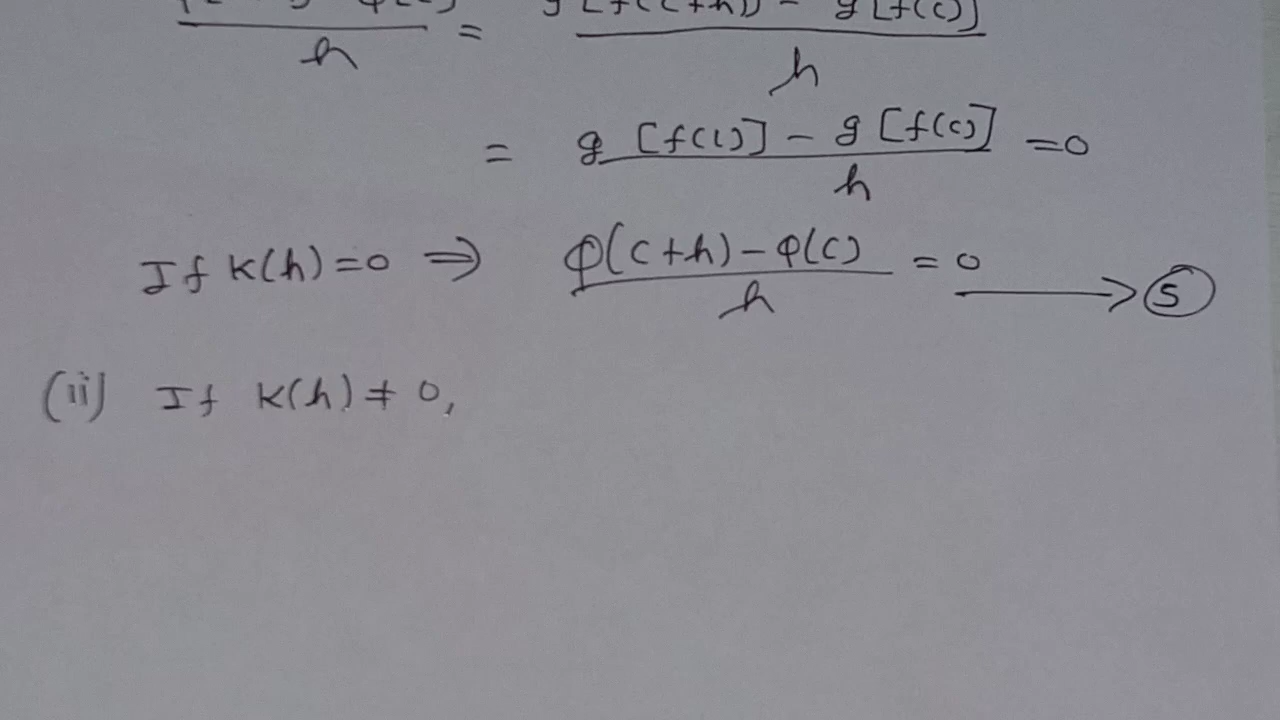 φ(c+h) - φ(c) / h = g[f(c+h)] - g[f(c)] / h
= g[f(c)] - g[f(c)] / h = 0
If K(h)=0 ⇒ φ(c+h)-φ(c) / h = 0 → (5)
(ii) If K(h) ≠ 0,